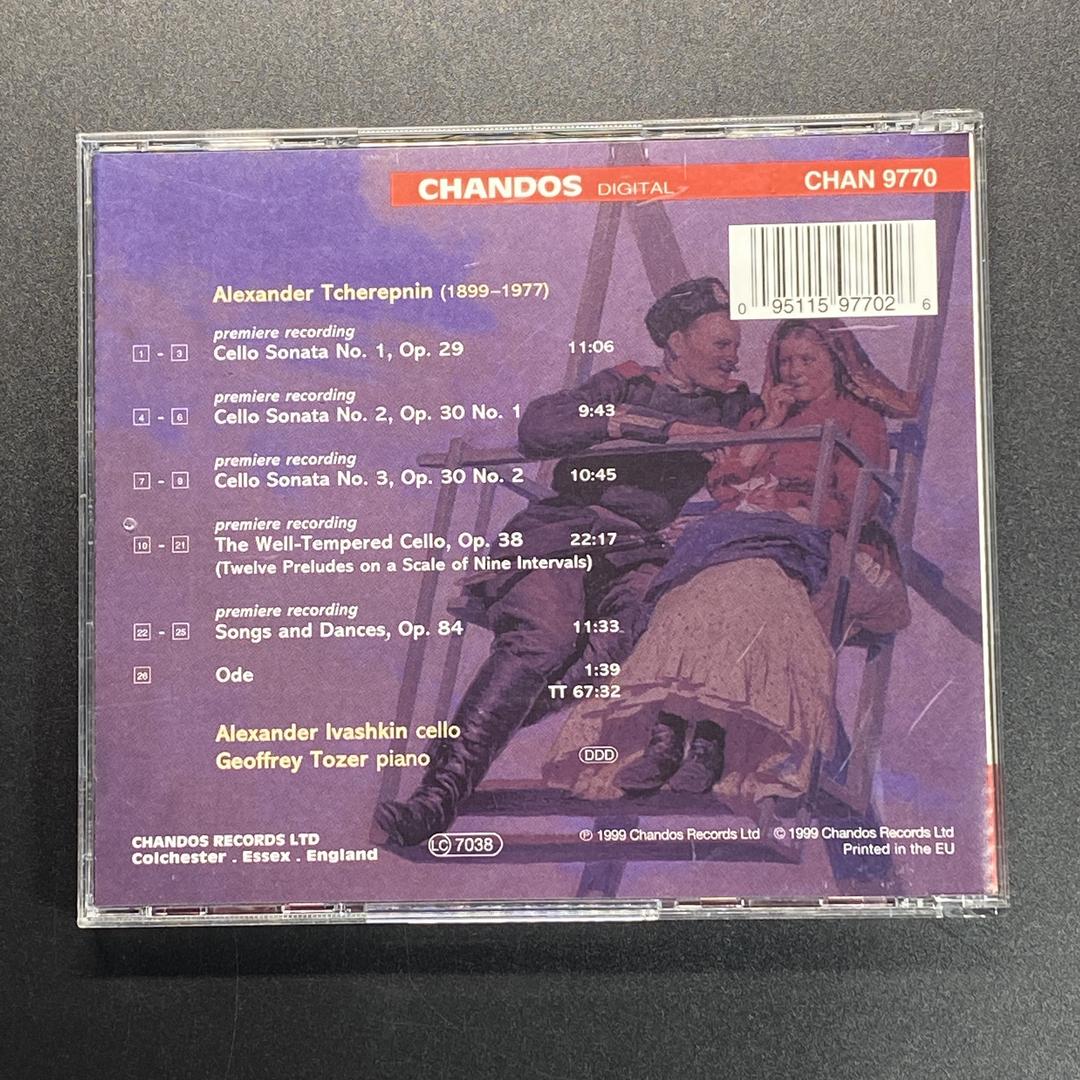 CHANDOS DIGITAL CHAN 9770
0 95115 97702 6
Alexander Tcherepnin (1899–1977)
premiere recording
1 - 3 Cello Sonata No. 1, Op. 29 11:06
premiere recording
4 - 6 Cello Sonata No. 2, Op. 30 No. 1 9:43
premiere recording
7 - 9 Cello Sonata No. 3, Op. 30 No. 2 10:45
premiere recording
10 - 21 The Well-Tempered Cello, Op. 38 22:17
(Twelve Preludes on a Scale of Nine Intervals)
premiere recording
22 - 25 Songs and Dances, Op. 84 11:33
26 Ode 1:39
TT 67:32
Alexander Ivashkin cello
Geoffrey Tozer piano
DDD
CHANDOS RECORDS LTD
Colchester . Essex . England
LC 7038
℗ 1999 Chandos Records Ltd © 1999 Chandos Records Ltd
Printed in the EU